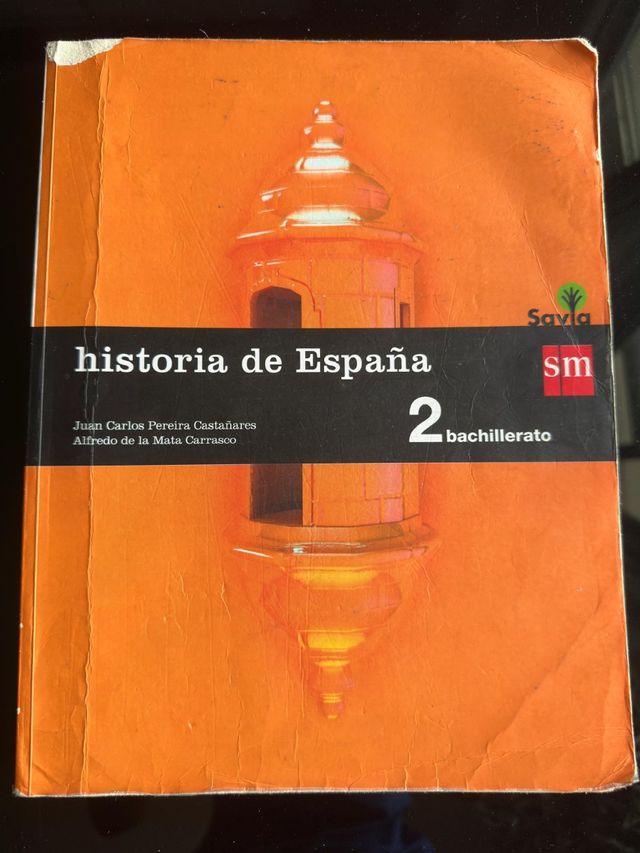 Savia
historia de España
sm
Juan Carlos Pereira Castañares
Alfredo de la Mata Carrasco
2 bachillerato